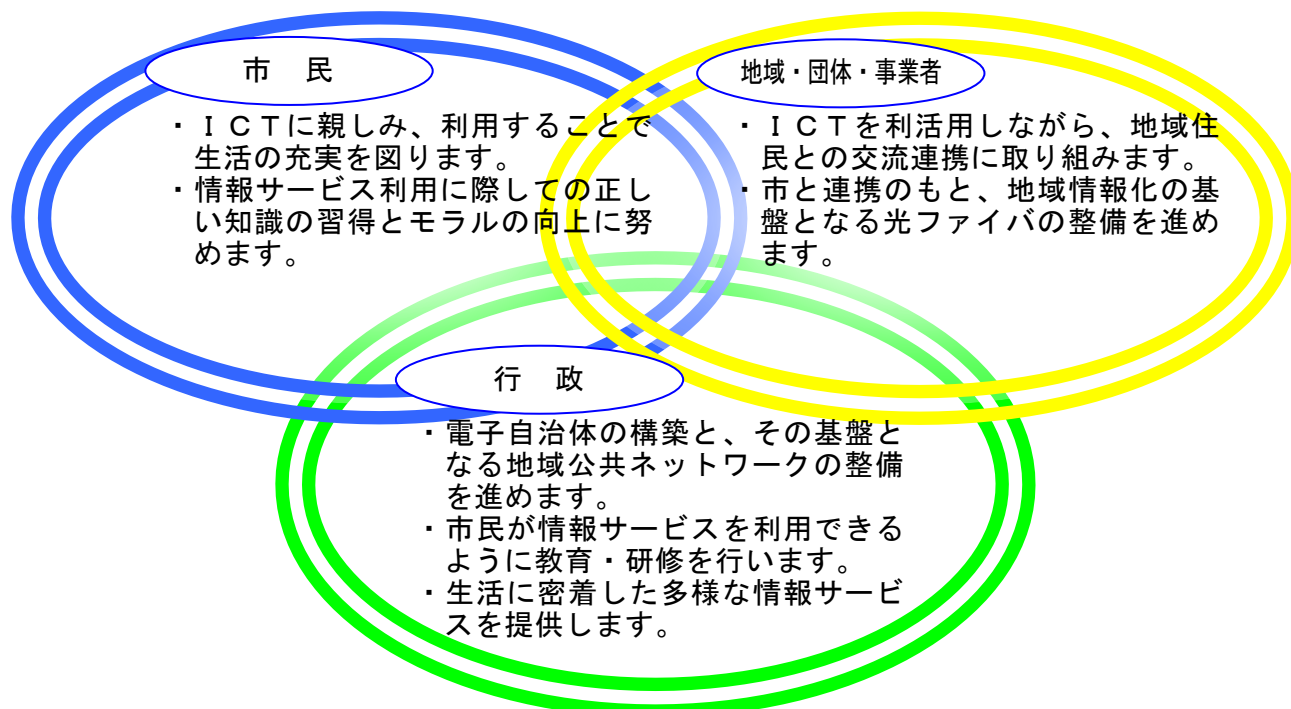 市　民
・ＩＣＴに親しみ、利用することで
生活の充実を図ります。
・情報サービス利用に際しての正し
い知識の習得とモラルの向上に努
めます。
地域・団体・事業者
・ＩＣＴを利活用しながら、地域住
民との交流連携に取り組みます。
・市と連携のもと、地域情報化の基
盤となる光ファイバの整備を進め
ます。
行　政
・電子自治体の構築と、その基盤と
なる地域公共ネットワークの整備
を進めます。
・市民が情報サービスを利用できる
ように教育・研修を行います。
・生活に密着した多様な情報サービ
スを提供します。